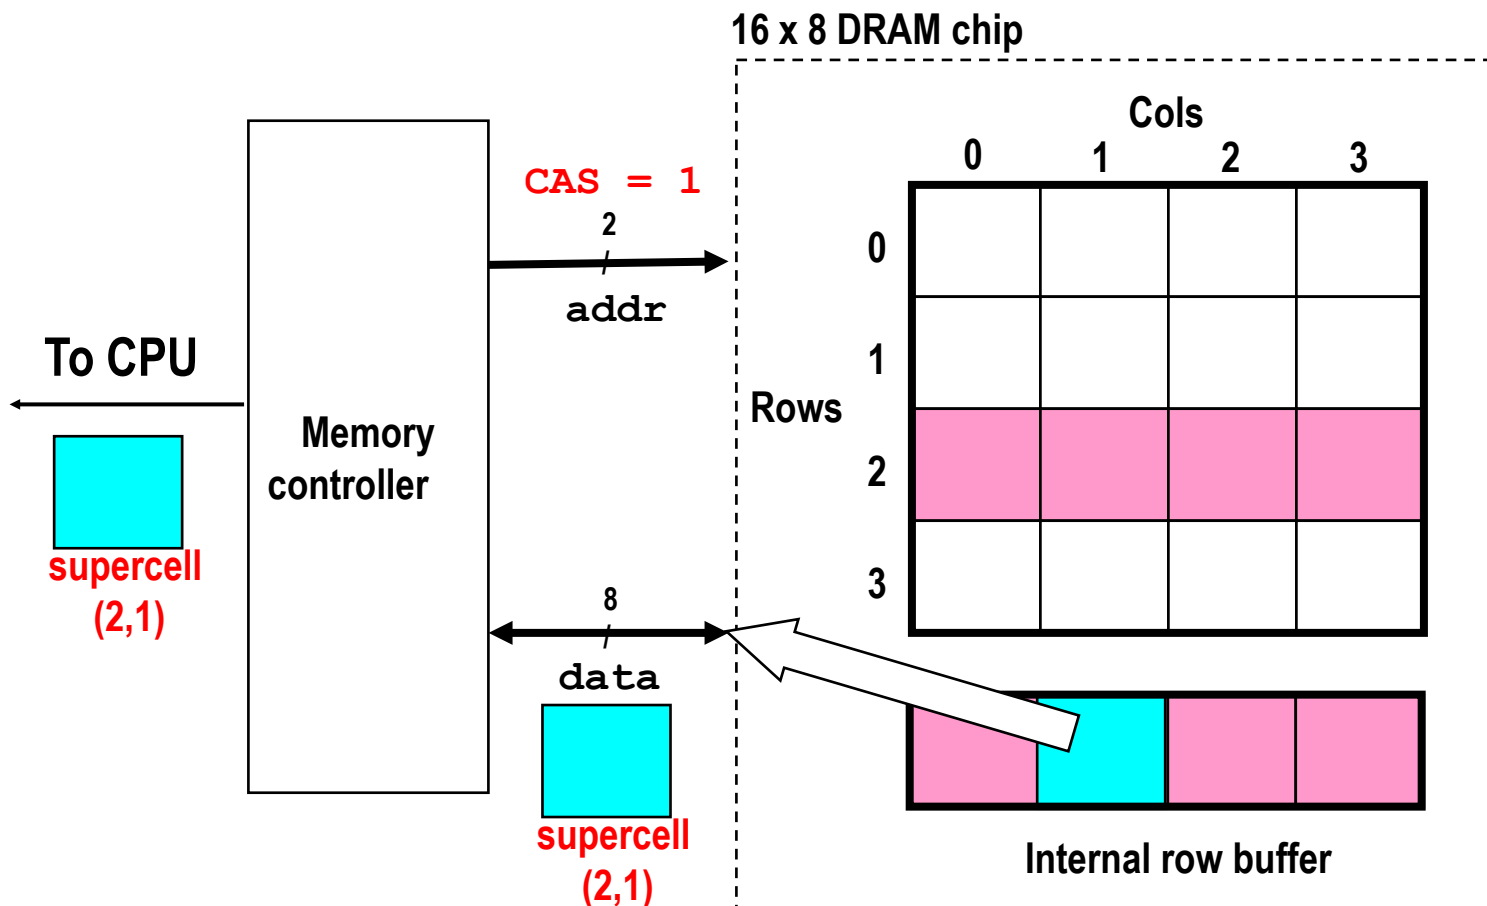 16 x 8 DRAM chip
Cols
0 1 2 3
CAS = 1
2
addr
0
1
Rows
2
3
To CPU
Memory
controller
supercell
(2,1)
8
data
supercell
(2,1)
Internal row buffer